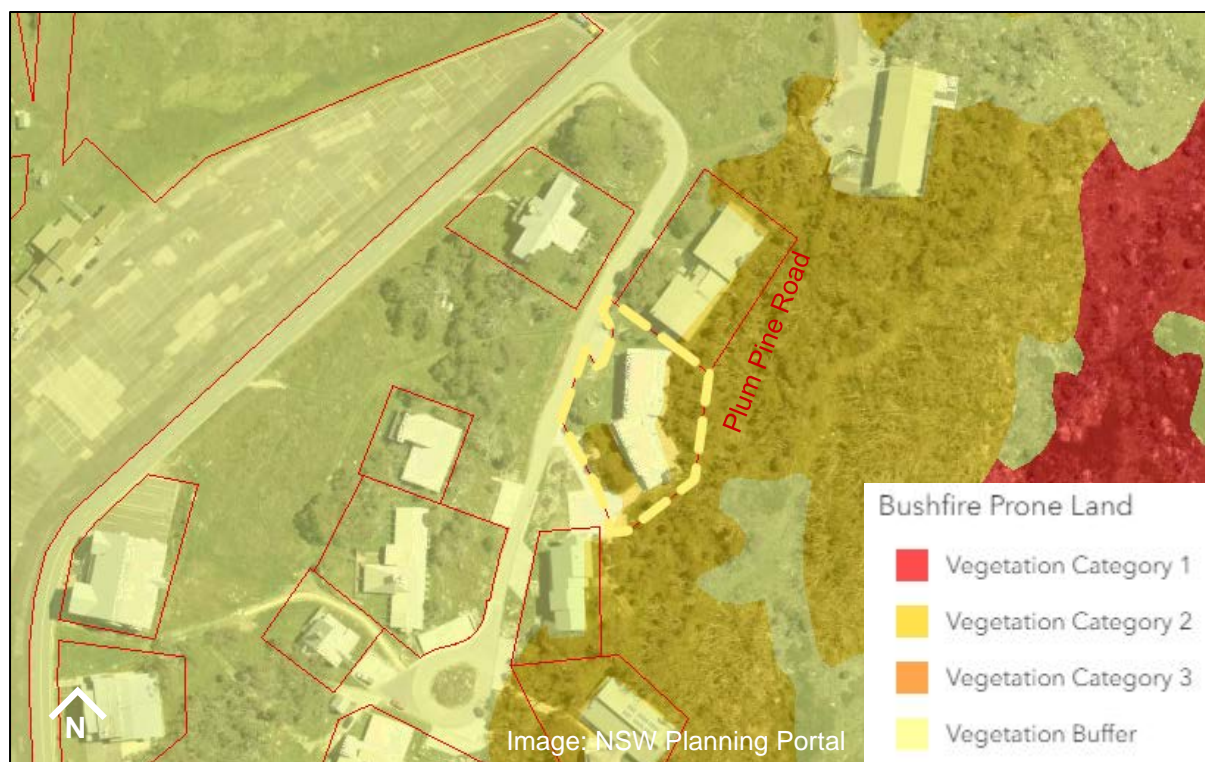 Plum Pine Road
Bushfire Prone Land
Vegetation Category 1
Vegetation Category 2
Vegetation Category 3
Vegetation Buffer
N
Image: NSW Planning Portal